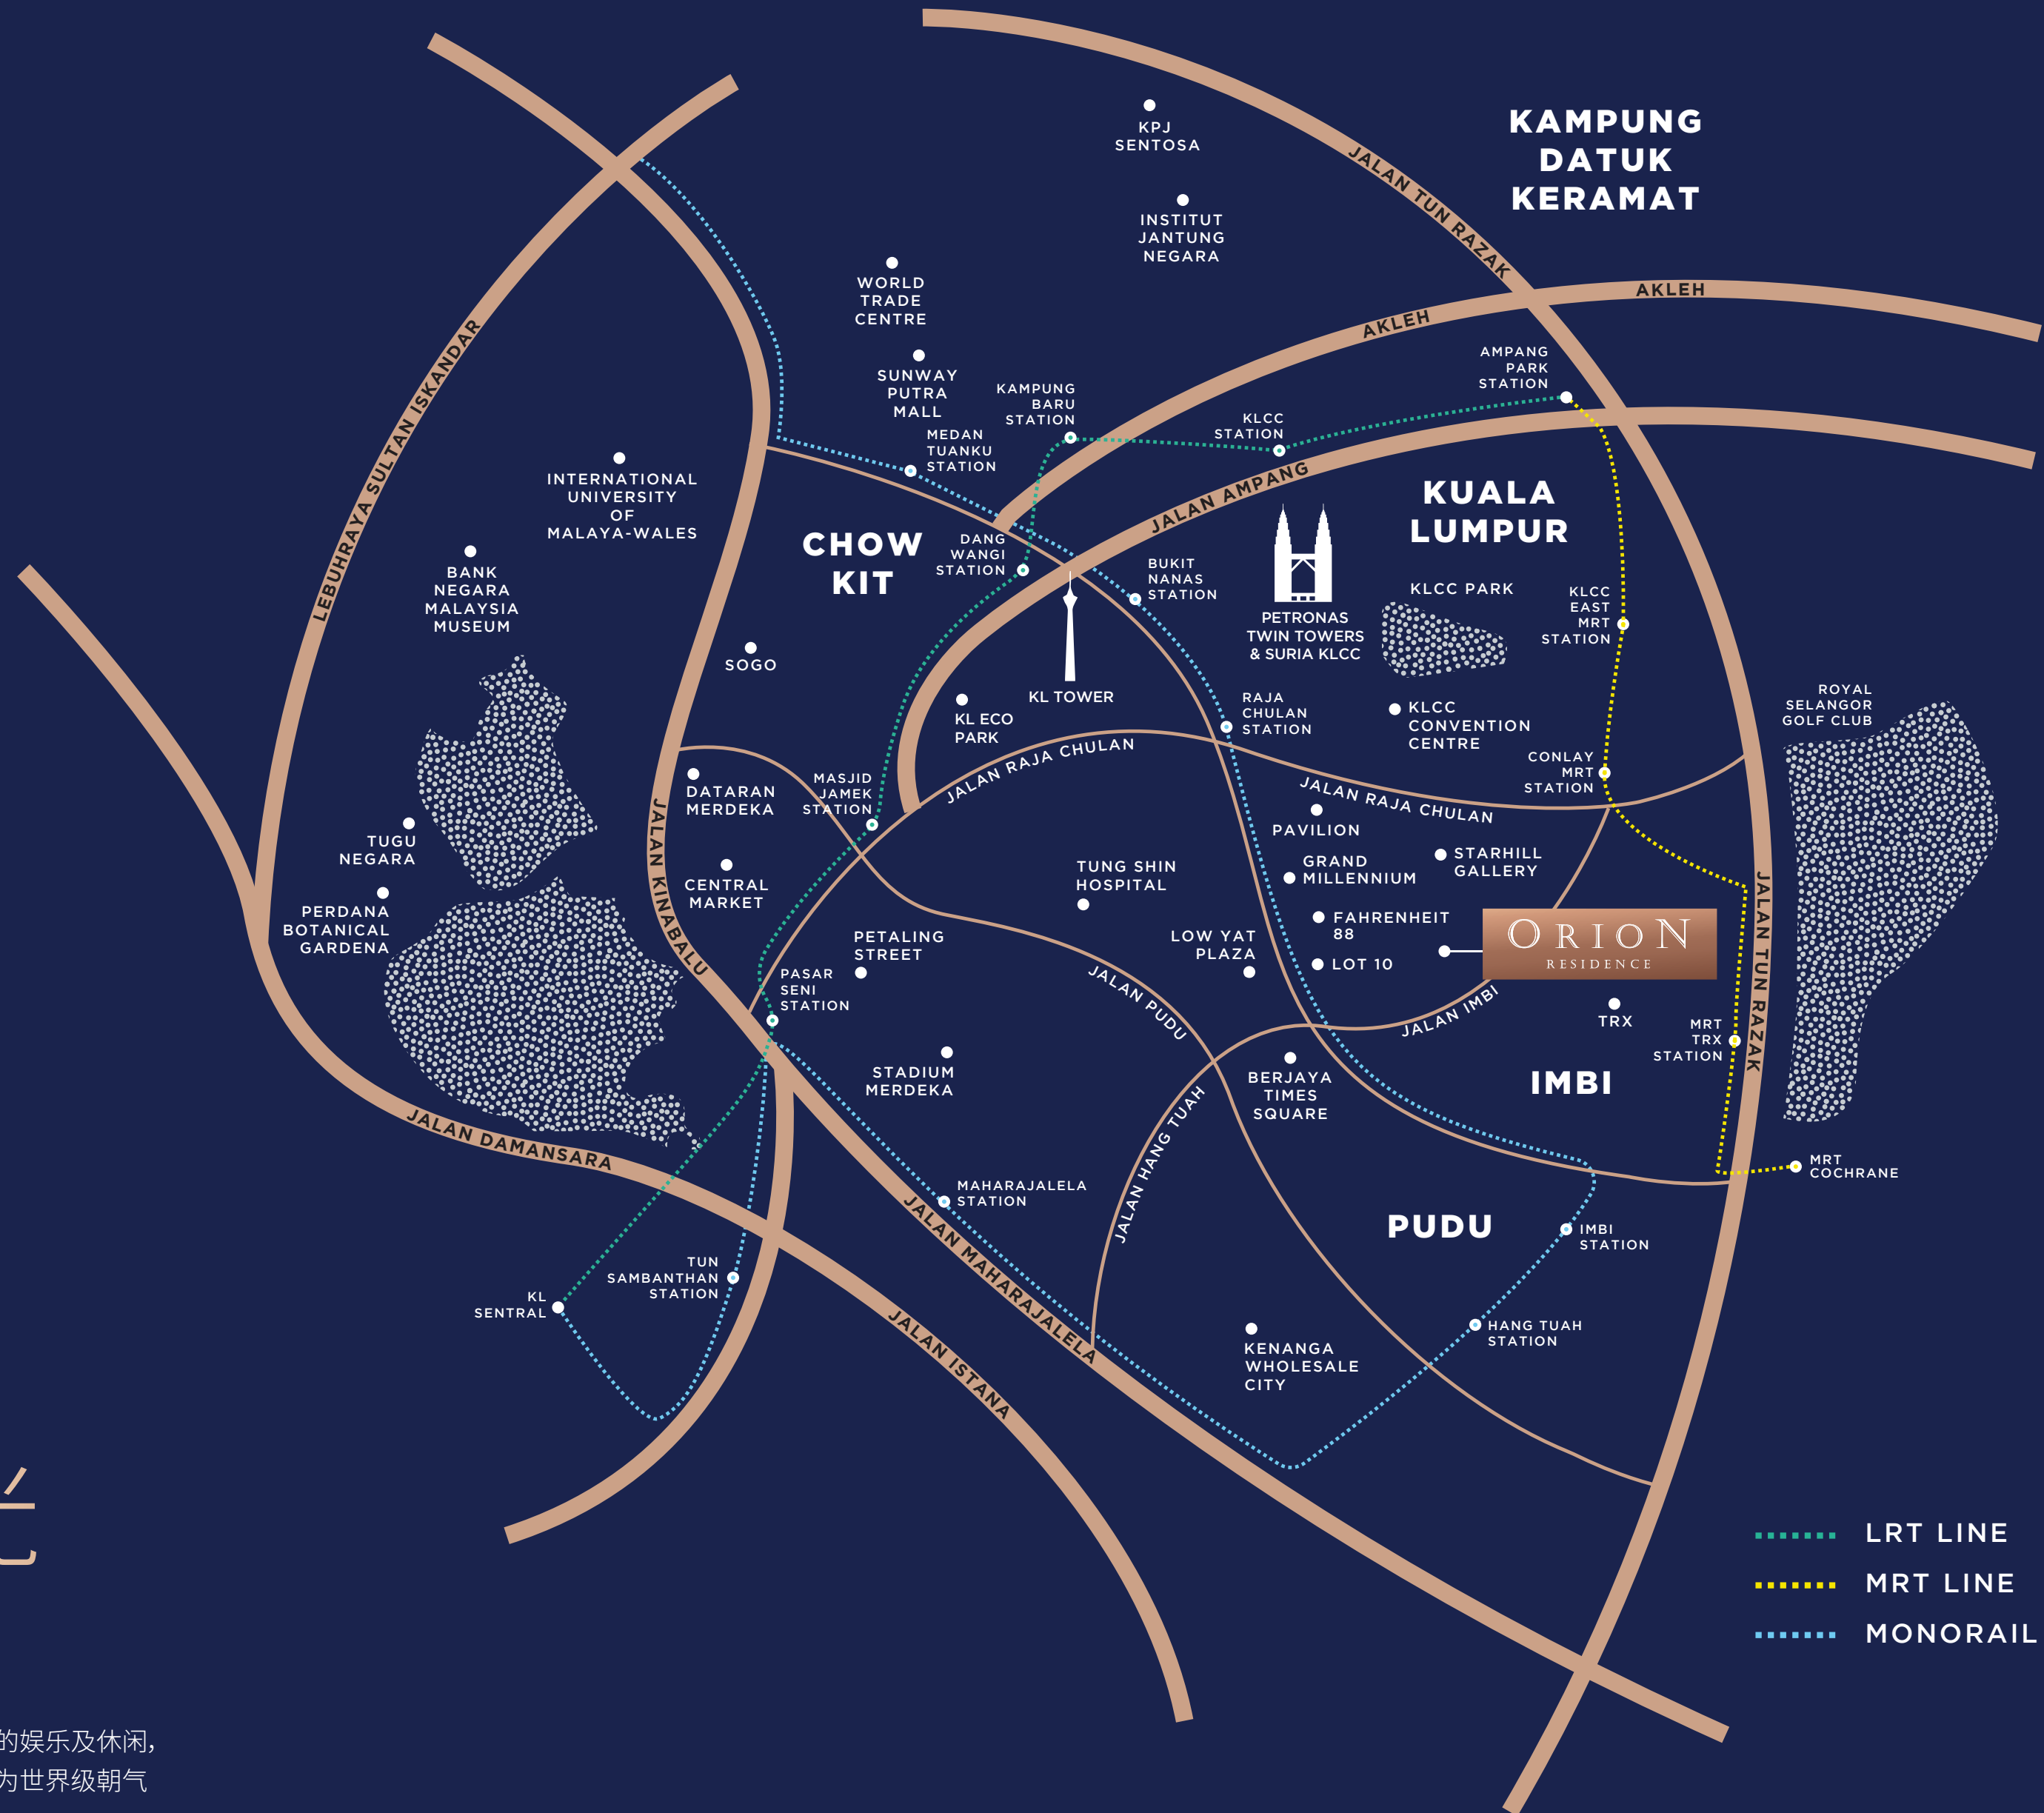 KPJ
SENTOSA
KAMPUNG
DATUK
KERAMAT
JALAN TUN RAZAK
INSTITUT
JANTUNG
NEGARA
WORLD
TRADE
CENTRE
AKLEH
AKLEH
LEBUHRAYA SULTAN ISKANDAR
SUNWAY
PUTRA
MALL
KAMPUNG
BARU
STATION
AMPANG
PARK
STATION
KLCC
STATION
MEDAN
TUANKU
STATION
INTERNATIONAL
UNIVERSITY
OF
MALAYA-WALES
JALAN AMPANG
KUALA
LUMPUR
CHOW
KIT
DANG
WANGI
STATION
BUKIT
NANAS
STATION
BANK
NEGARA
MALAYSIA
MUSEUM
PETRONAS
TWIN TOWERS
& SURIA KLCC
KLCC PARK
KLCC
EAST
MRT
STATION
SOGO
KL TOWER
KL ECO
PARK
RAJA
CHULAN
STATION
KLCC
CONVENTION
CENTRE
ROYAL
SELANGOR
GOLF CLUB
JALAN RAJA CHULAN
JALAN RAJA CHULAN
CONLAY
MRT
STATION
DATARAN
MERDEKA
MASJID
JAMEK
STATION
JALAN KINABALU
TUGU
NEGARA
PAVILION
GRAND
MILLENNIUM
STARHILL
GALLERY
TUNG SHIN
HOSPITAL
CENTRAL
MARKET
PERDANA
BOTANICAL
GARDENA
FAHRENHEIT
88
LOT 10
ORION
RESIDENCE
JALAN TUN RAZAK
PETALING
STREET
LOW YAT
PLAZA
PASAR
SENI
STATION
JALAN PUDU
JALAN IMBI
TRX
MRT
TRX
STATION
STADIUM
MERDEKA
BERJAYA
TIMES
SQUARE
IMBI
JALAN DAMANSARA
JALAN HANG TUAH
MRT
COCHRANE
MAHARAJALELA
STATION
JALAN MAHARAJALELA
PUDU
IMBI
STATION
TUN
SAMBANTHAN
STATION
KL
SENTRAL
JALAN ISTANA
KENANGA
WHOLESALE
CITY
HANG TUAH
STATION
LRT LINE
MRT LINE
MONORAIL
的娱乐及休闲，
为世界级朝气